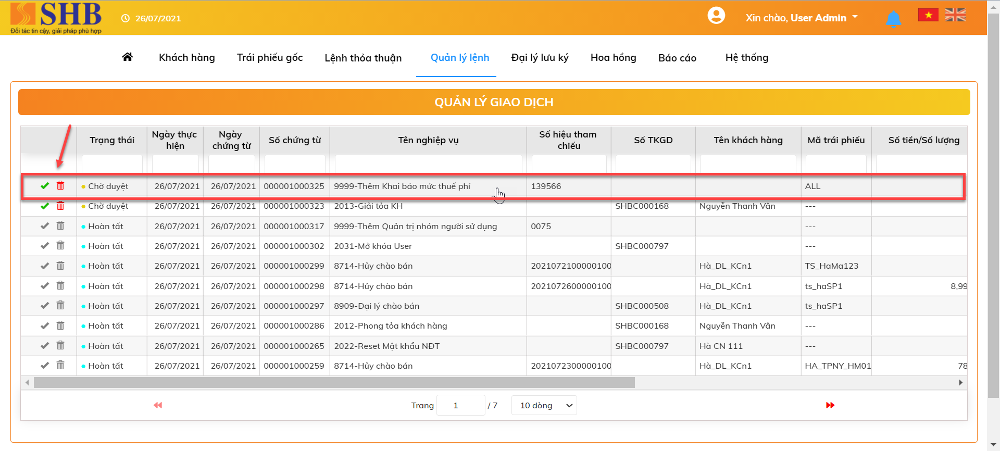 SHB
Đối tác tin cậy, giải pháp phù hợp
26/07/2021
Xin chào, User Admin
Khách hàng Trái phiếu gốc Lệnh thỏa thuận Quản lý lệnh Đại lý lưu ký Hoa hồng Báo cáo Hệ thống
QUẢN LÝ GIAO DỊCH
Trạng thái Ngày thực hiện Ngày chứng từ Số chứng từ Tên nghiệp vụ Số hiệu tham chiếu Số TKGD Tên khách hàng Mã trái phiếu Số tiền/Số lượng
Chờ duyệt 26/07/2021 26/07/2021 000001000325 9999-Thêm Khai báo mức thuế phí 139566 ALL
Chờ duyệt 26/07/2021 26/07/2021 000001000323 2013-Giải tỏa KH SHBC000168 Nguyễn Thanh Vân ---
Hoàn tất 26/07/2021 26/07/2021 000001000317 9999-Thêm Quản trị nhóm người sử dụng 0075 ---
Hoàn tất 26/07/2021 26/07/2021 000001000302 2031-Mở khóa User SHBC000797 ---
Hoàn tất 26/07/2021 26/07/2021 000001000299 8714-Hủy chào bán 2021072100000100 Hà_DL_KCn1 TS_HaMa123
Hoàn tất 26/07/2021 26/07/2021 000001000298 8714-Hủy chào bán 2021072600000100 Hà_DL_KCn1 ts_haSP1 8,99
Hoàn tất 26/07/2021 26/07/2021 000001000297 8909-Đại lý chào bán SHBC000508 Hà_DL_KCn1 ts_haSP1
Hoàn tất 26/07/2021 26/07/2021 000001000286 2012-Phong tỏa khách hàng SHBC000168 Nguyễn Thanh Vân ---
Hoàn tất 26/07/2021 26/07/2021 000001000265 2022-Reset Mật khẩu NĐT SHBC000797 Hà CN 111 ---
Hoàn tất 26/07/2021 26/07/2021 000001000259 8714-Hủy chào bán 2021072300000100 Hà_DL_KCn1 HA_TPNY_HM01 78
Trang 1 / 7 10 dòng